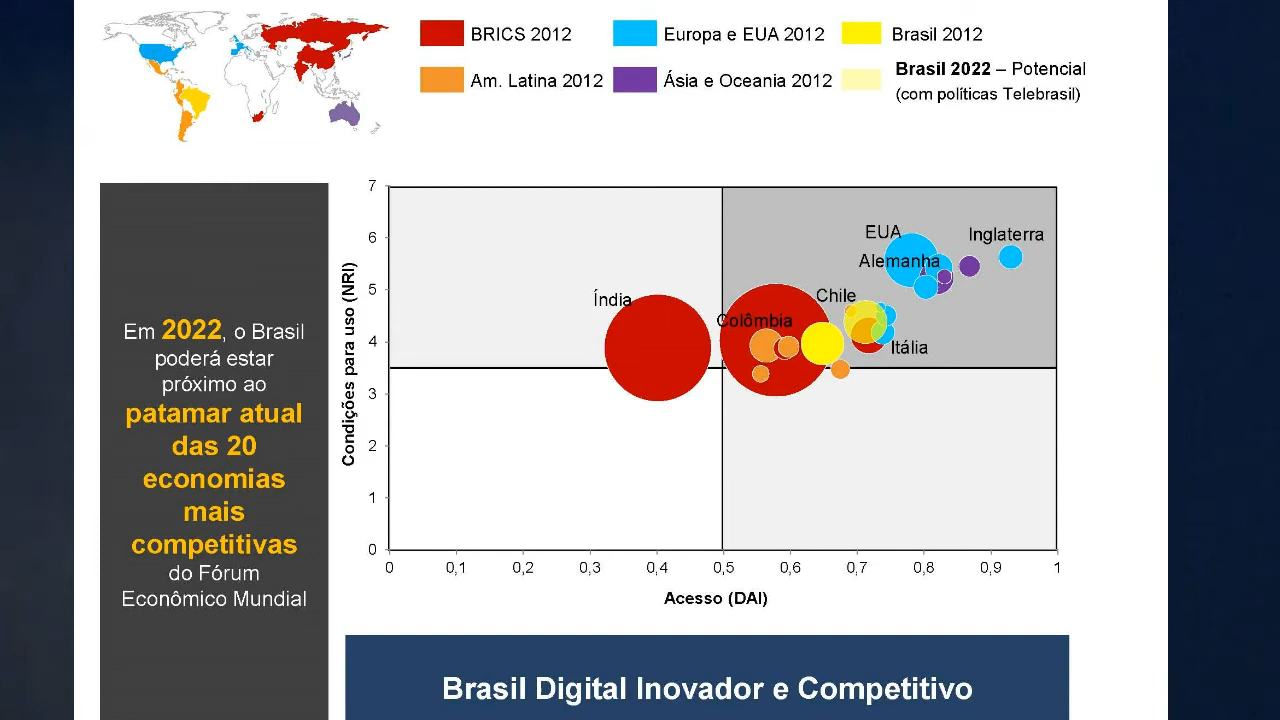 BRICS 2012
Europa e EUA 2012
Brasil 2012
Am. Latina 2012
Ásia e Oceania 2012
Brasil 2022 – Potencial
(com políticas Telebrasil)
Em 2022, o Brasil
poderá estar
próximo ao
patamar atual
das 20
economias
mais
competitivas
do Fórum
Econômico Mundial
Condições para uso (NRI)
7
6
5
4
3
2
1
0
EUA
Inglaterra
Alemanha
Índia
Chile
Colômbia
Itália
0
0,1
0,2
0,3
0,4
0,5
0,6
0,7
0,8
0,9
1
Acesso (DAI)
Brasil Digital Inovador e Competitivo